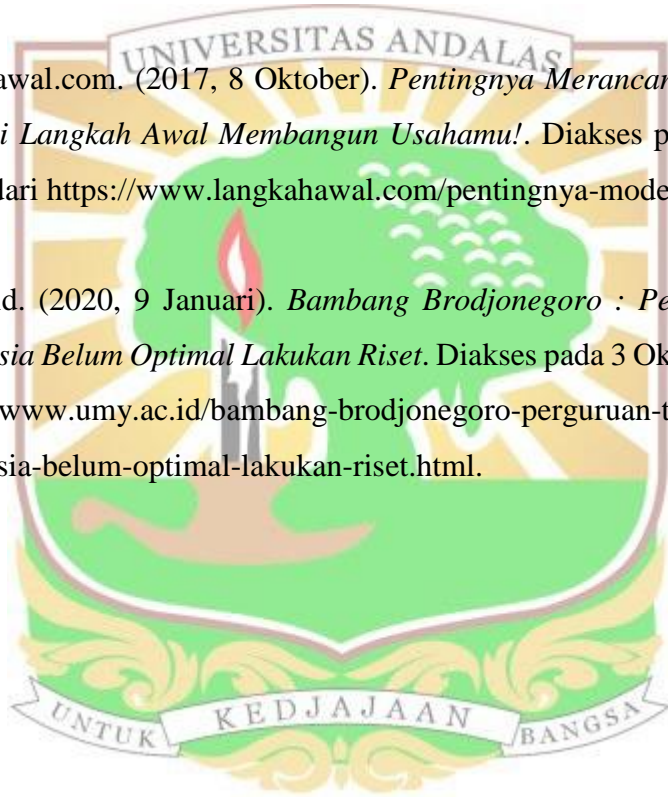 UNIVERSITAS ANDALAS
awal.com. (2017, 8 Oktober). Pentingnya Merancan
i Langkah Awal Membangun Usahamu!. Diakses p
dari https://www.langkahawal.com/pentingnya-mode
id. (2020, 9 Januari). Bambang Brodjonegoro : Pe
sia Belum Optimal Lakukan Riset. Diakses pada 3 Ok
www.umy.ac.id/bambang-brodjonegoro-perguruan-t
sia-belum-optimal-lakukan-riset.html.
UNTUK KEDJAJAAN BANGSA